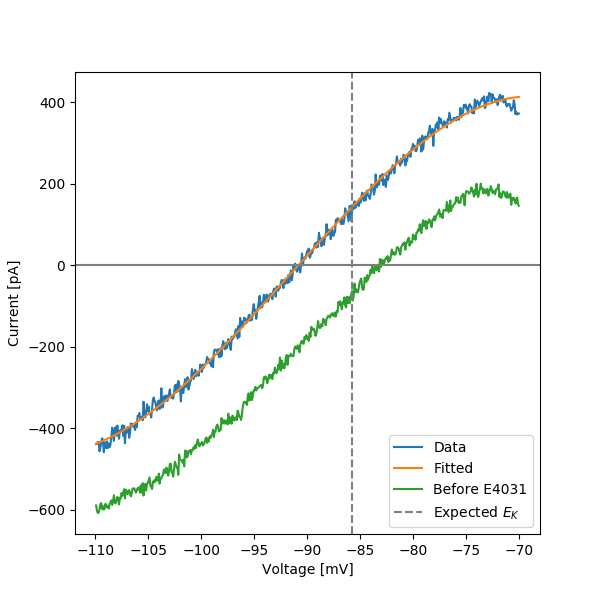 400
200
0
−200
−400
−600
Current [pA]
−110 −105 −100 −95 −90 −85 −80 −75 −70
Voltage [mV]
Data
Fitted
Before E4031
Expected E_K